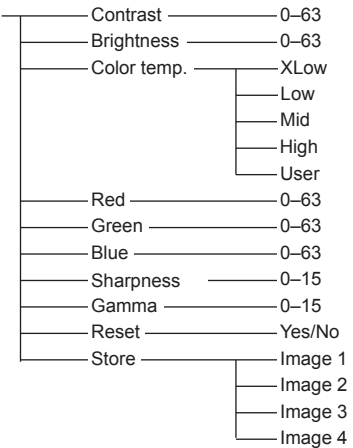 Contrast 0–63
Brightness 0–63
Color temp. XLow
Low
Mid
High
User
Red 0–63
Green 0–63
Blue 0–63
Sharpness 0–15
Gamma 0–15
Reset Yes/No
Store Image 1
Image 2
Image 3
Image 4